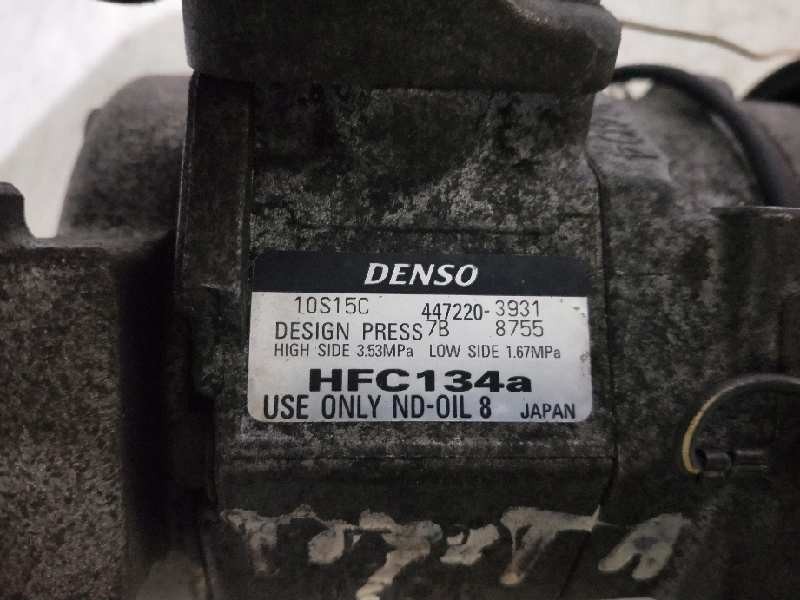 DENSO
10S15C 447220-3931
DESIGN PRESS 7B 8755
HIGH SIDE 3.53MPa LOW SIDE 1.67MPa
HFC134a
USE ONLY ND-OIL 8 JAPAN